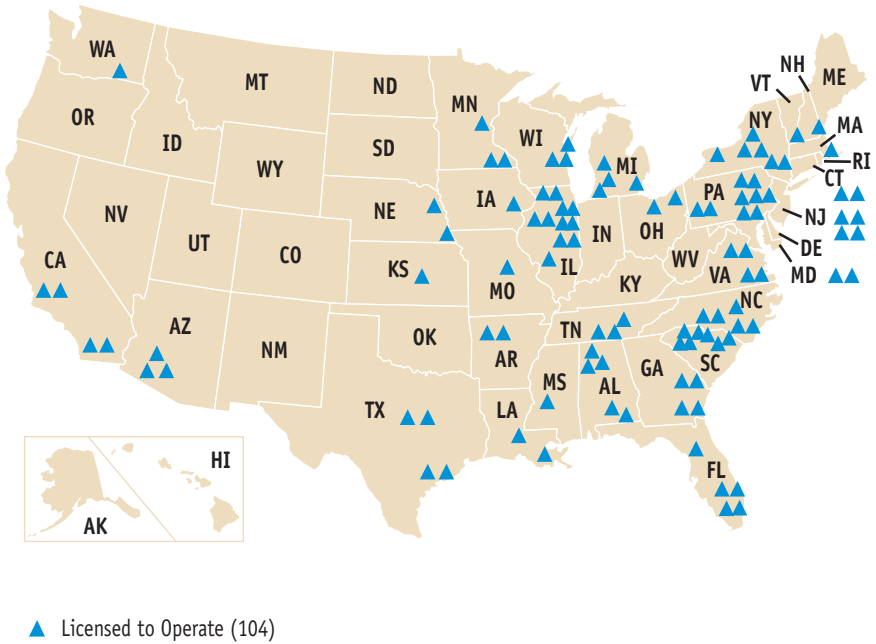 WA
MT
ND
MN
VT
NH
ME
OR
ID
SD
WI
NY
MA
WY
MI
RI
CT
NV
NE
IA
PA
NJ
UT
CO
IL
IN
OH
DE
CA
KS
MO
WV
VA
MD
KY
AZ
NM
OK
AR
TN
NC
SC
TX
LA
MS
AL
GA
HI
AK
FL
Licensed to Operate (104)